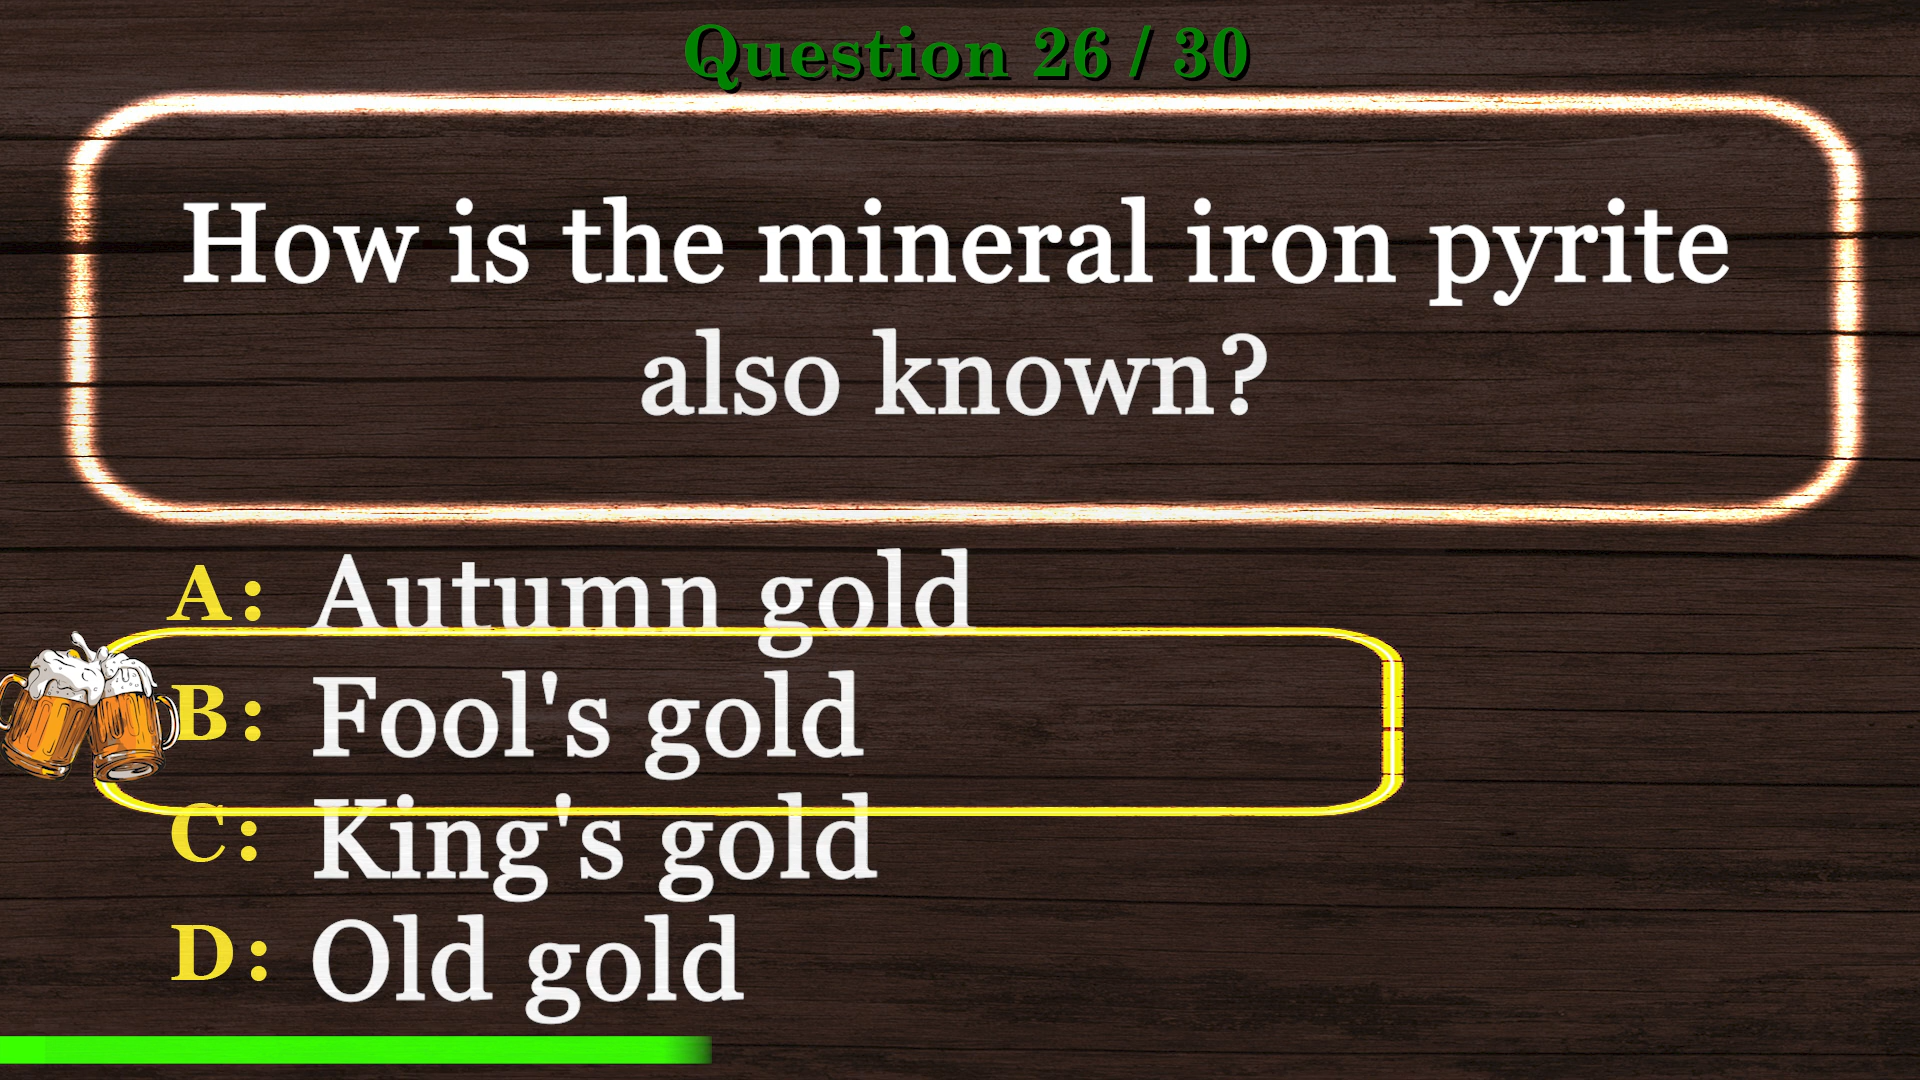 Question 26 / 30
How is the mineral iron pyrite
also known?
A: Autumn gold
B: Fool's gold
C: King's gold
D: Old gold